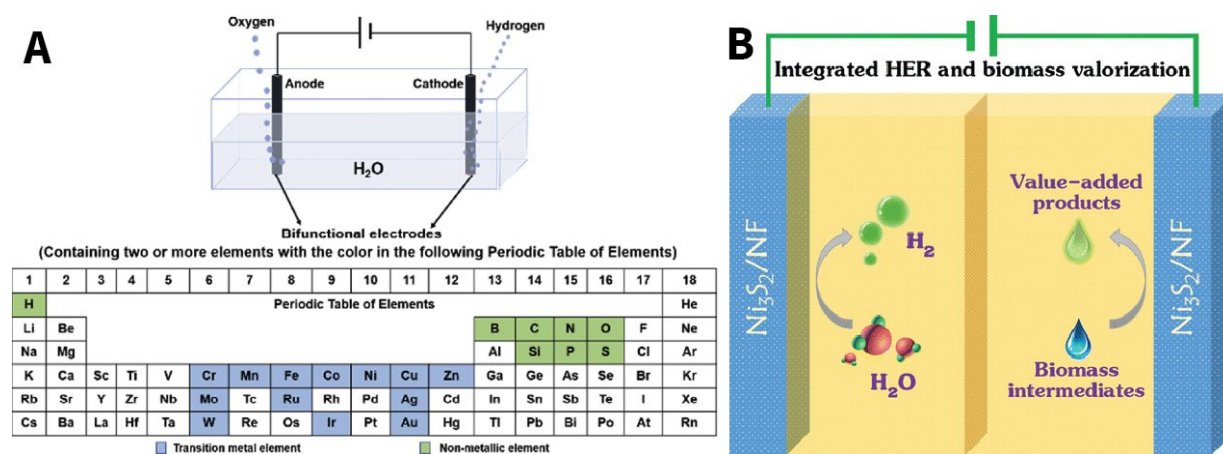 A
Oxygen
Hydrogen
Anode
Cathode
H₂O
Bifunctional electrodes
(Containing two or more elements with the color in the following Periodic Table of Elements)
1 2 3 4 5 6 7 8 9 10 11 12 13 14 15 16 17 18
H Periodic Table of Elements He
Li Be B C N O F Ne
Na Mg Al Si P S Cl Ar
K Ca Sc Ti V Cr Mn Fe Co Ni Cu Zn Ga Ge As Se Br Kr
Rb Sr Y Zr Nb Mo Tc Ru Rh Pd Ag Cd In Sn Sb Te I Xe
Cs Ba La Hf Ta W Re Os Ir Pt Au Hg Tl Pb Bi Po At Rn
Transition metal element
Non-metallic element
B
Integrated HER and biomass valorization
Ni₃S₂/NF
H₂
H₂O
Value-added
products
Biomass
intermediates
Ni₃S₂/NF